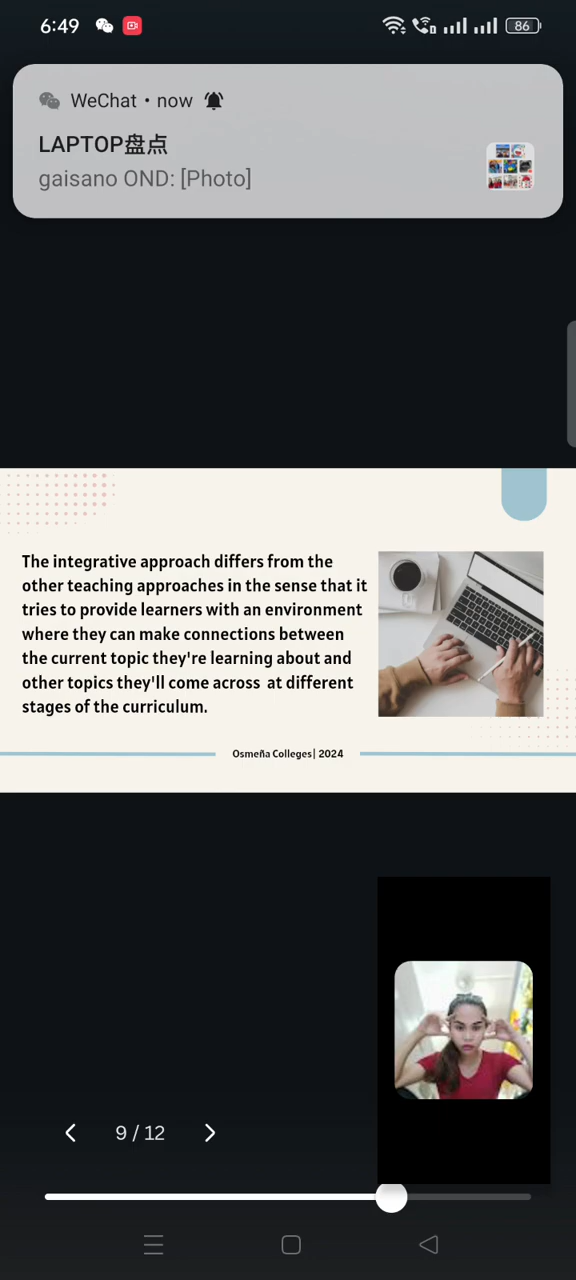 6:49
86
WeChat • now
LAPTOP盘点
gaisano OND: [Photo]
The integrative approach differs from the
other teaching approaches in the sense that it
tries to provide learners with an environment
where they can make connections between
the current topic they're learning about and
other topics they'll come across at different
stages of the curriculum.
Osmeña Colleges| 2024
9 / 12